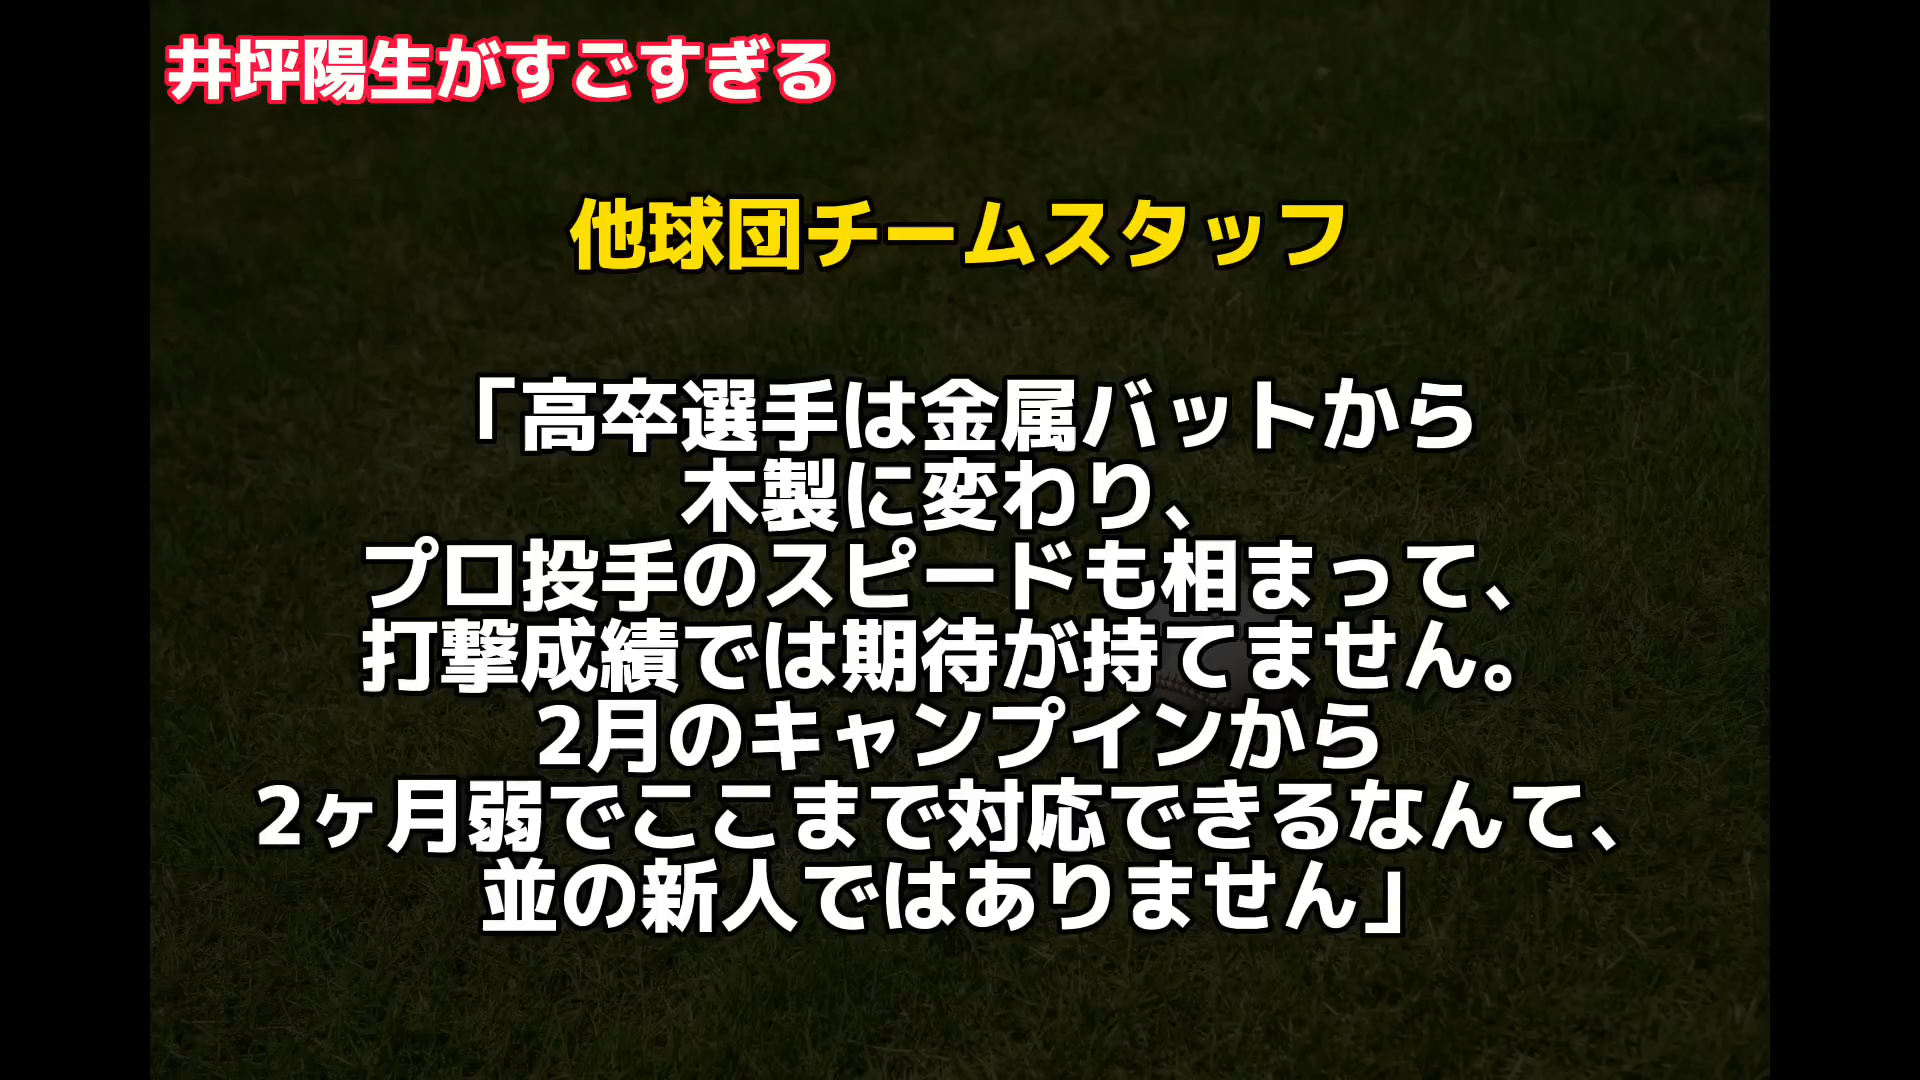 井坪陽生がすごすぎる
他球団チームスタッフ
「高卒選手は金属バットから
木製に変わり、
プロ投手のスピードも相まって、
打撃成績では期待が持てません。
2月のキャンプインから
2ヶ月弱でここまで対応できるなんて、
並の新人ではありません」